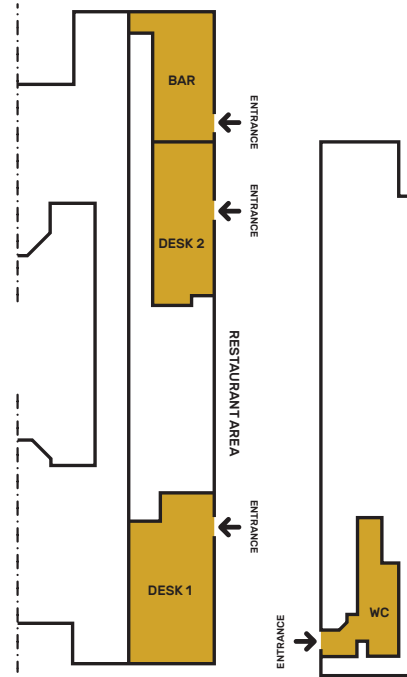 BAR
ENTRANCE
ENTRANCE
DESK 2
RESTAURANT AREA
ENTRANCE
DESK 1
WC
ENTRANCE